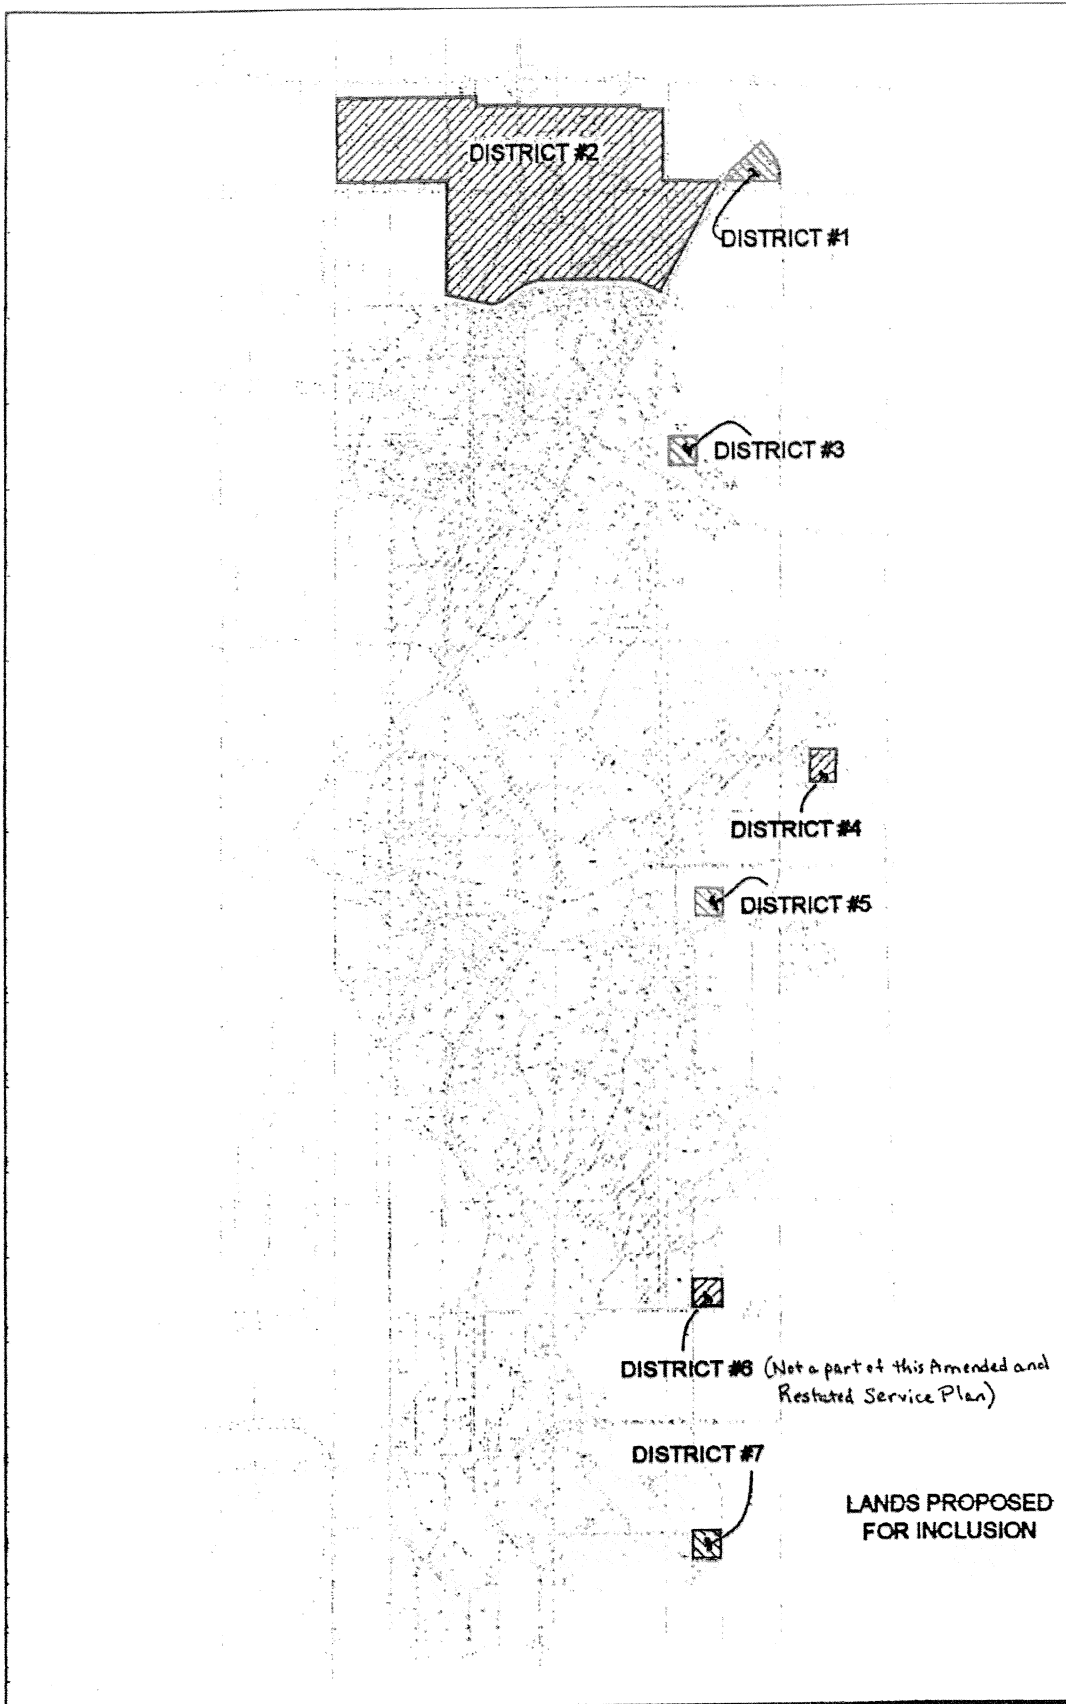 DISTRICT #2
DISTRICT #1
DISTRICT #3
DISTRICT #4
DISTRICT #5
DISTRICT #6 (Not a part of this Amended and
Restated Service Plan)
DISTRICT #7
LANDS PROPOSED
FOR INCLUSION